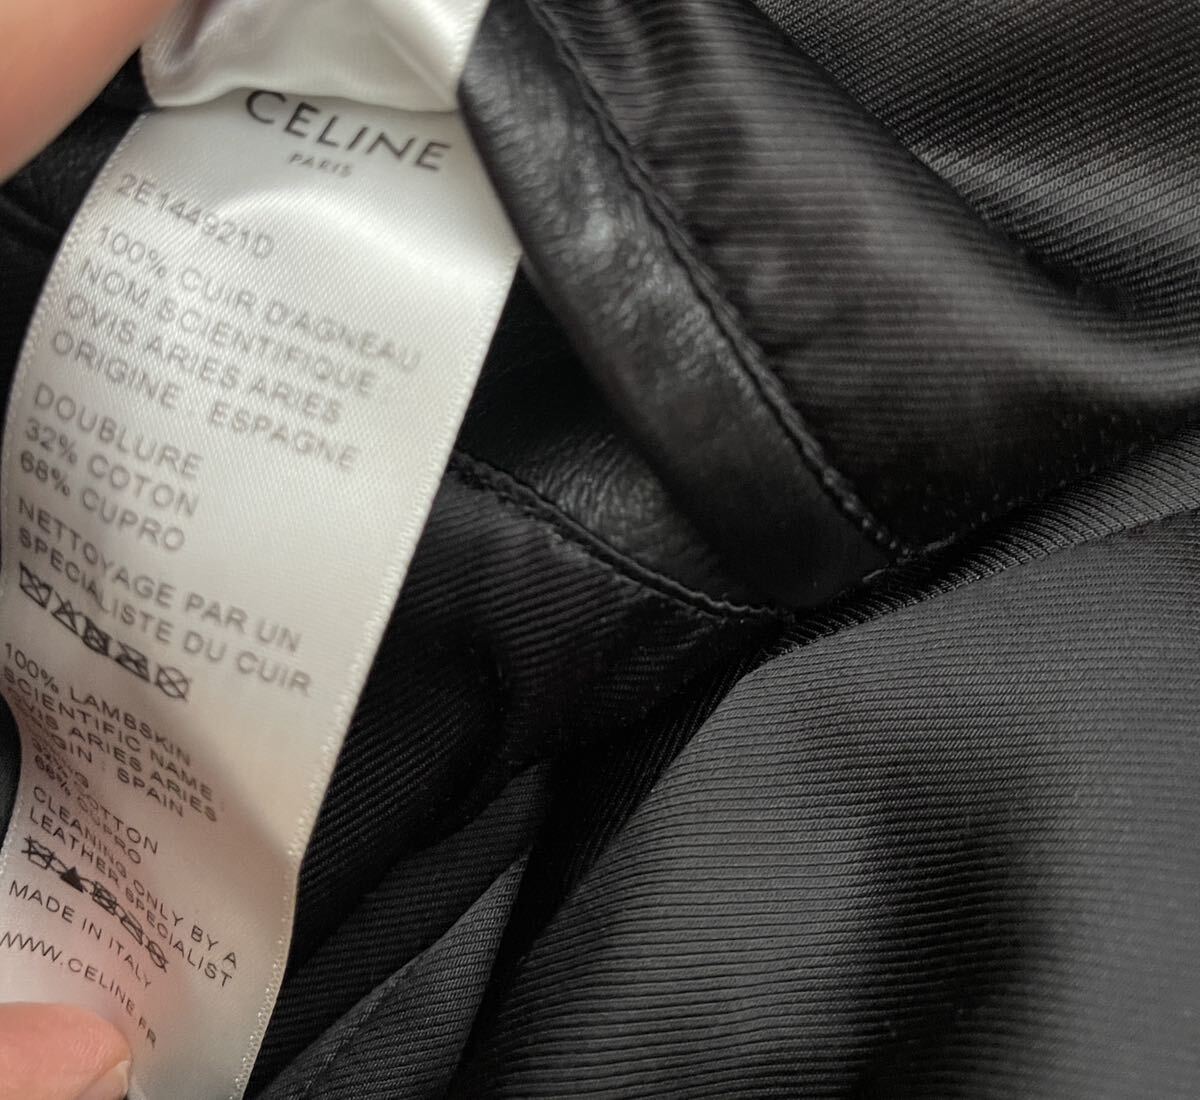 CELINE
PARIS
2E144921D
100% CUIR D'AGNEAU
NOM SCIENTIFIQUE
OVIS ARIES ARIES
ORIGINE : ESPAGNE
DOUBLURE
32% COTON
68% CUPRO
NETTOYAGE PAR UN
SPECIALISTE DU CUIR
100% LAMBSKIN
SCIENTIFIC NAME
OVIS ARIES ARIES
ORIGIN : SPAIN
COTTON
CUPRO
CLEANING ONLY BY A
LEATHER SPECIALIST
MADE IN ITALY
WWW.CELINE.FR